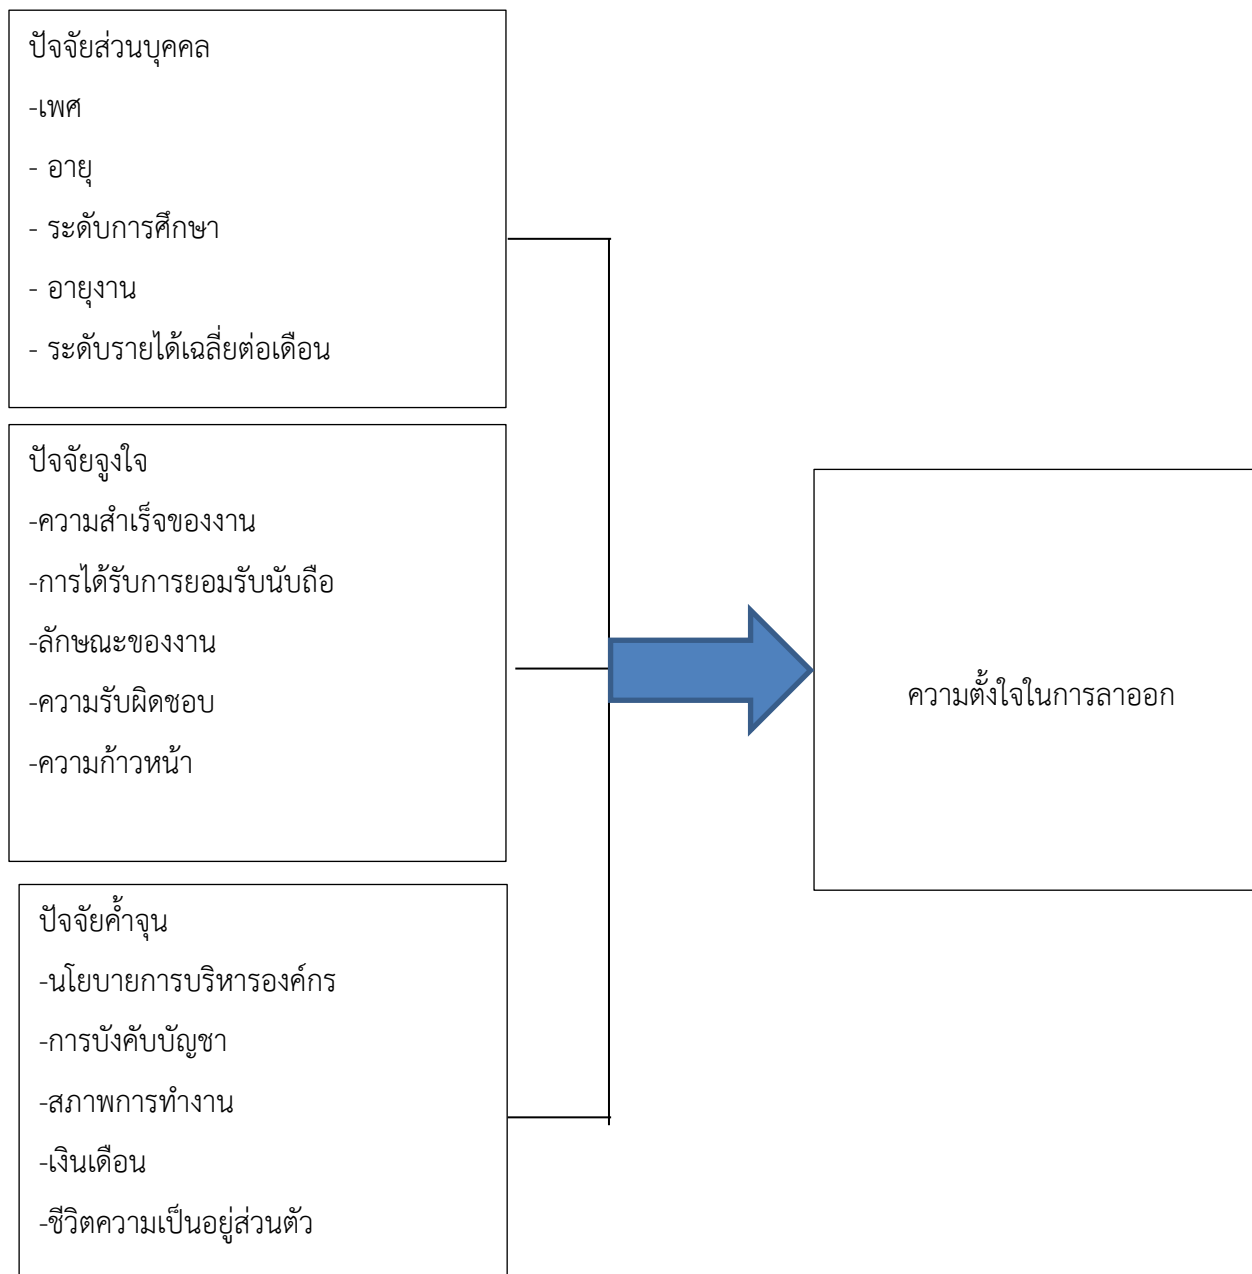 ปัจจัยส่วนบุคคล
-เพศ
- อายุ
- ระดับการศึกษา
- อายุงาน
- ระดับรายได้เฉลี่ยต่อเดือน
ปัจจัยจูงใจ
-ความสำเร็จของงาน
-การได้รับการยอมรับนับถือ
-ลักษณะของงาน
-ความรับผิดชอบ
-ความก้าวหน้า
ปัจจัยค้ำจุน
-นโยบายการบริหารองค์กร
-การบังคับบัญชา
-สภาพการทำงาน
-เงินเดือน
-ชีวิตความเป็นอยู่ส่วนตัว
ความตั้งใจในการลาออก